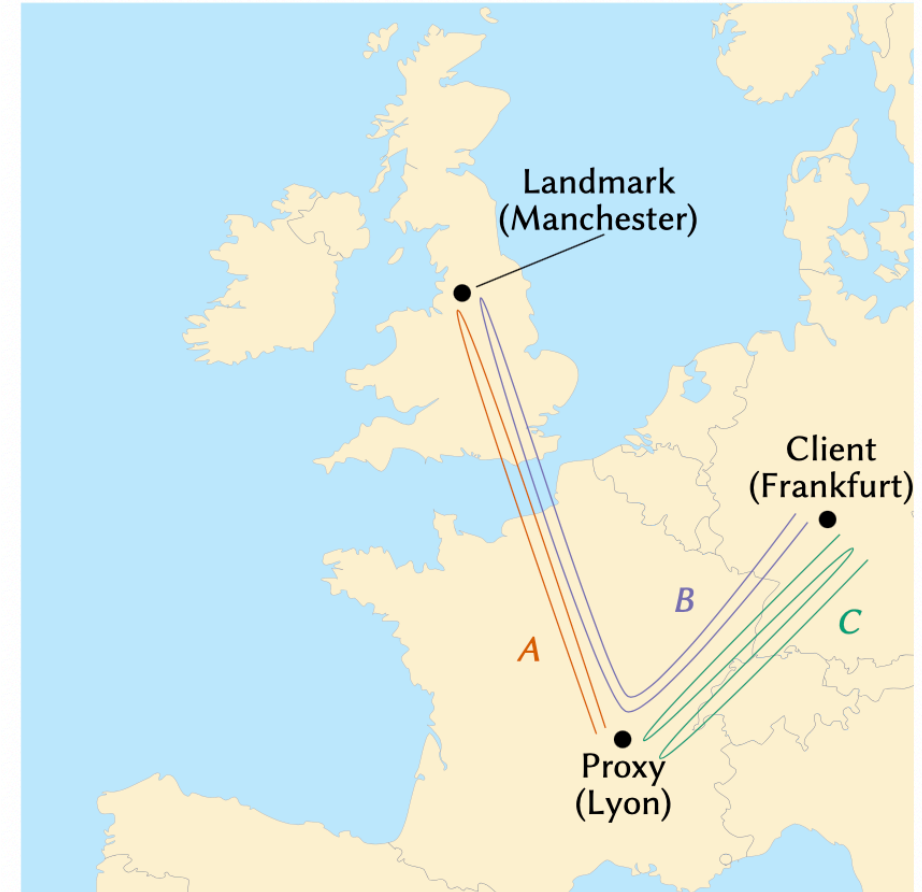 Landmark
(Manchester)
Client
(Frankfurt)
B
C
A
Proxy
(Lyon)